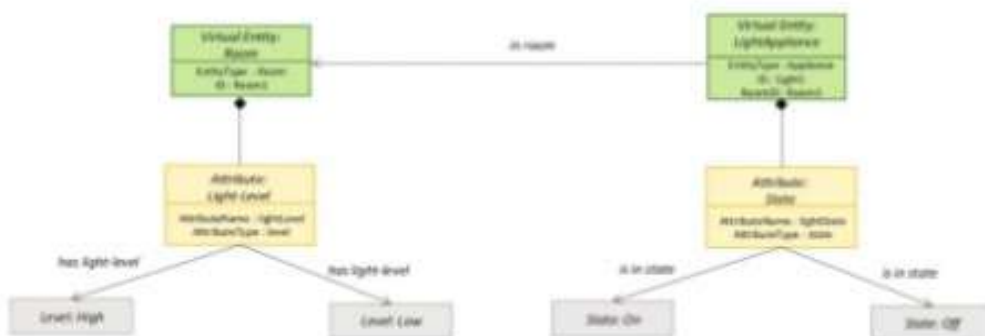 Virtual Entity:
Room
EntityType : Room
ID : Room1
in room
Virtual Entity:
LightAppliance
EntityType : Appliance
ID : Light1
RoomID : Room1
Attribute:
Light-Level
AttributeName : lightLevel
AttributeType : level
Attribute:
State
AttributeName : lightState
AttributeType : state
has light-level
has light-level
is in state
is in state
Level: High
Level: Low
State: On
State: Off